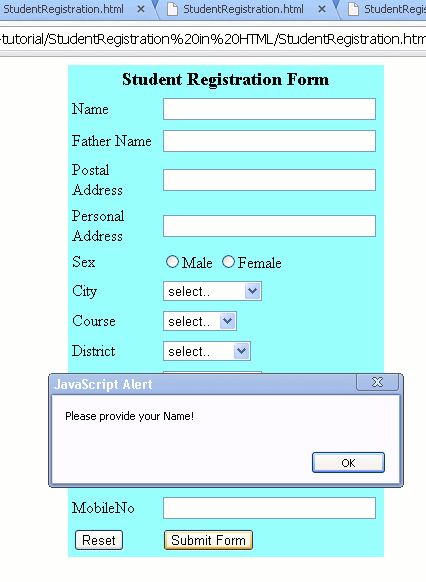 StudentRegistration.html
StudentRegistration.html
StudentRegis
-tutorial/StudentRegistration%20in%20HTML/StudentRegistration.htm
Student Registration Form
Name
Father Name
Postal
Address
Personal
Address
Sex Male Female
City select..
Course select..
District select..
JavaScript Alert
Please provide your Name!
OK
MobileNo
Reset Submit Form